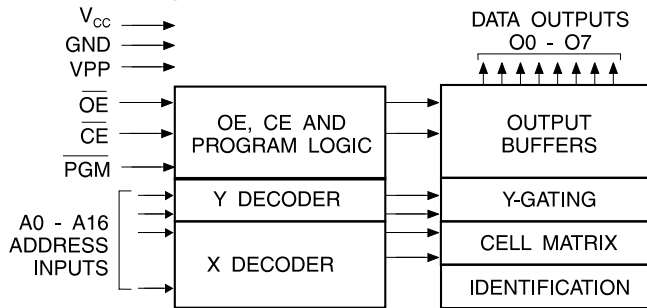 V_CC
GND
VPP
OE
CE
PGM
A0 - A16
ADDRESS
INPUTS
OE, CE AND
PROGRAM LOGIC
Y DECODER
X DECODER
DATA OUTPUTS
O0 - O7
OUTPUT
BUFFERS
Y-GATING
CELL MATRIX
IDENTIFICATION